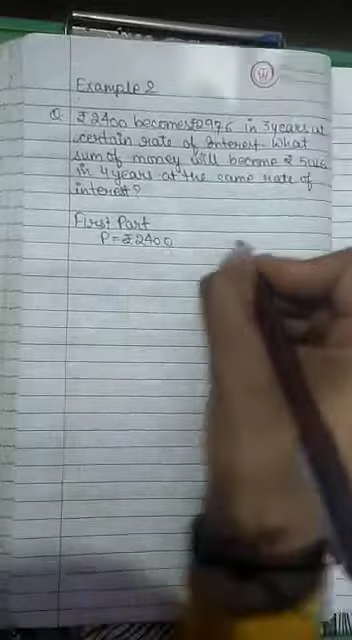 Example 2
Q. ₹2400 becomes ₹2976 in 3 years at
certain rate of interest. What
sum of money will become ₹ 5016
in 4 years at the same rate of
interest?
First Part
P = ₹2400